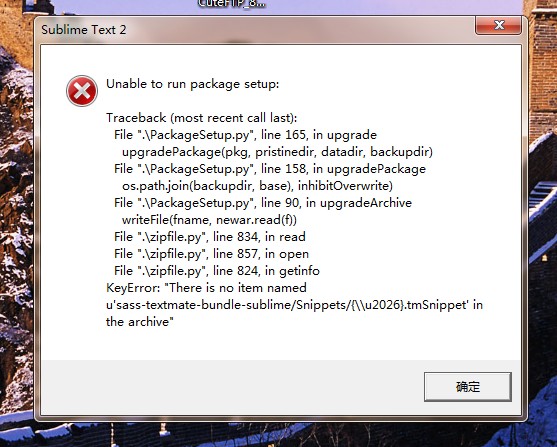 CuteFTP_8...
Sublime Text 2
Unable to run package setup:
Traceback (most recent call last):
File ".\PackageSetup.py", line 165, in upgrade
upgradePackage(pkg, pristinedir, datadir, backupdir)
File ".\PackageSetup.py", line 158, in upgradePackage
os.path.join(backupdir, base), inhibitOverwrite)
File ".\PackageSetup.py", line 90, in upgradeArchive
writeFile(fname, newar.read(f))
File ".\zipfile.py", line 834, in read
File ".\zipfile.py", line 857, in open
File ".\zipfile.py", line 824, in getinfo
KeyError: "There is no item named
u'sass-textmate-bundle-sublime/Snippets/{\\u2026}.tmSnippet' in
the archive"
确定